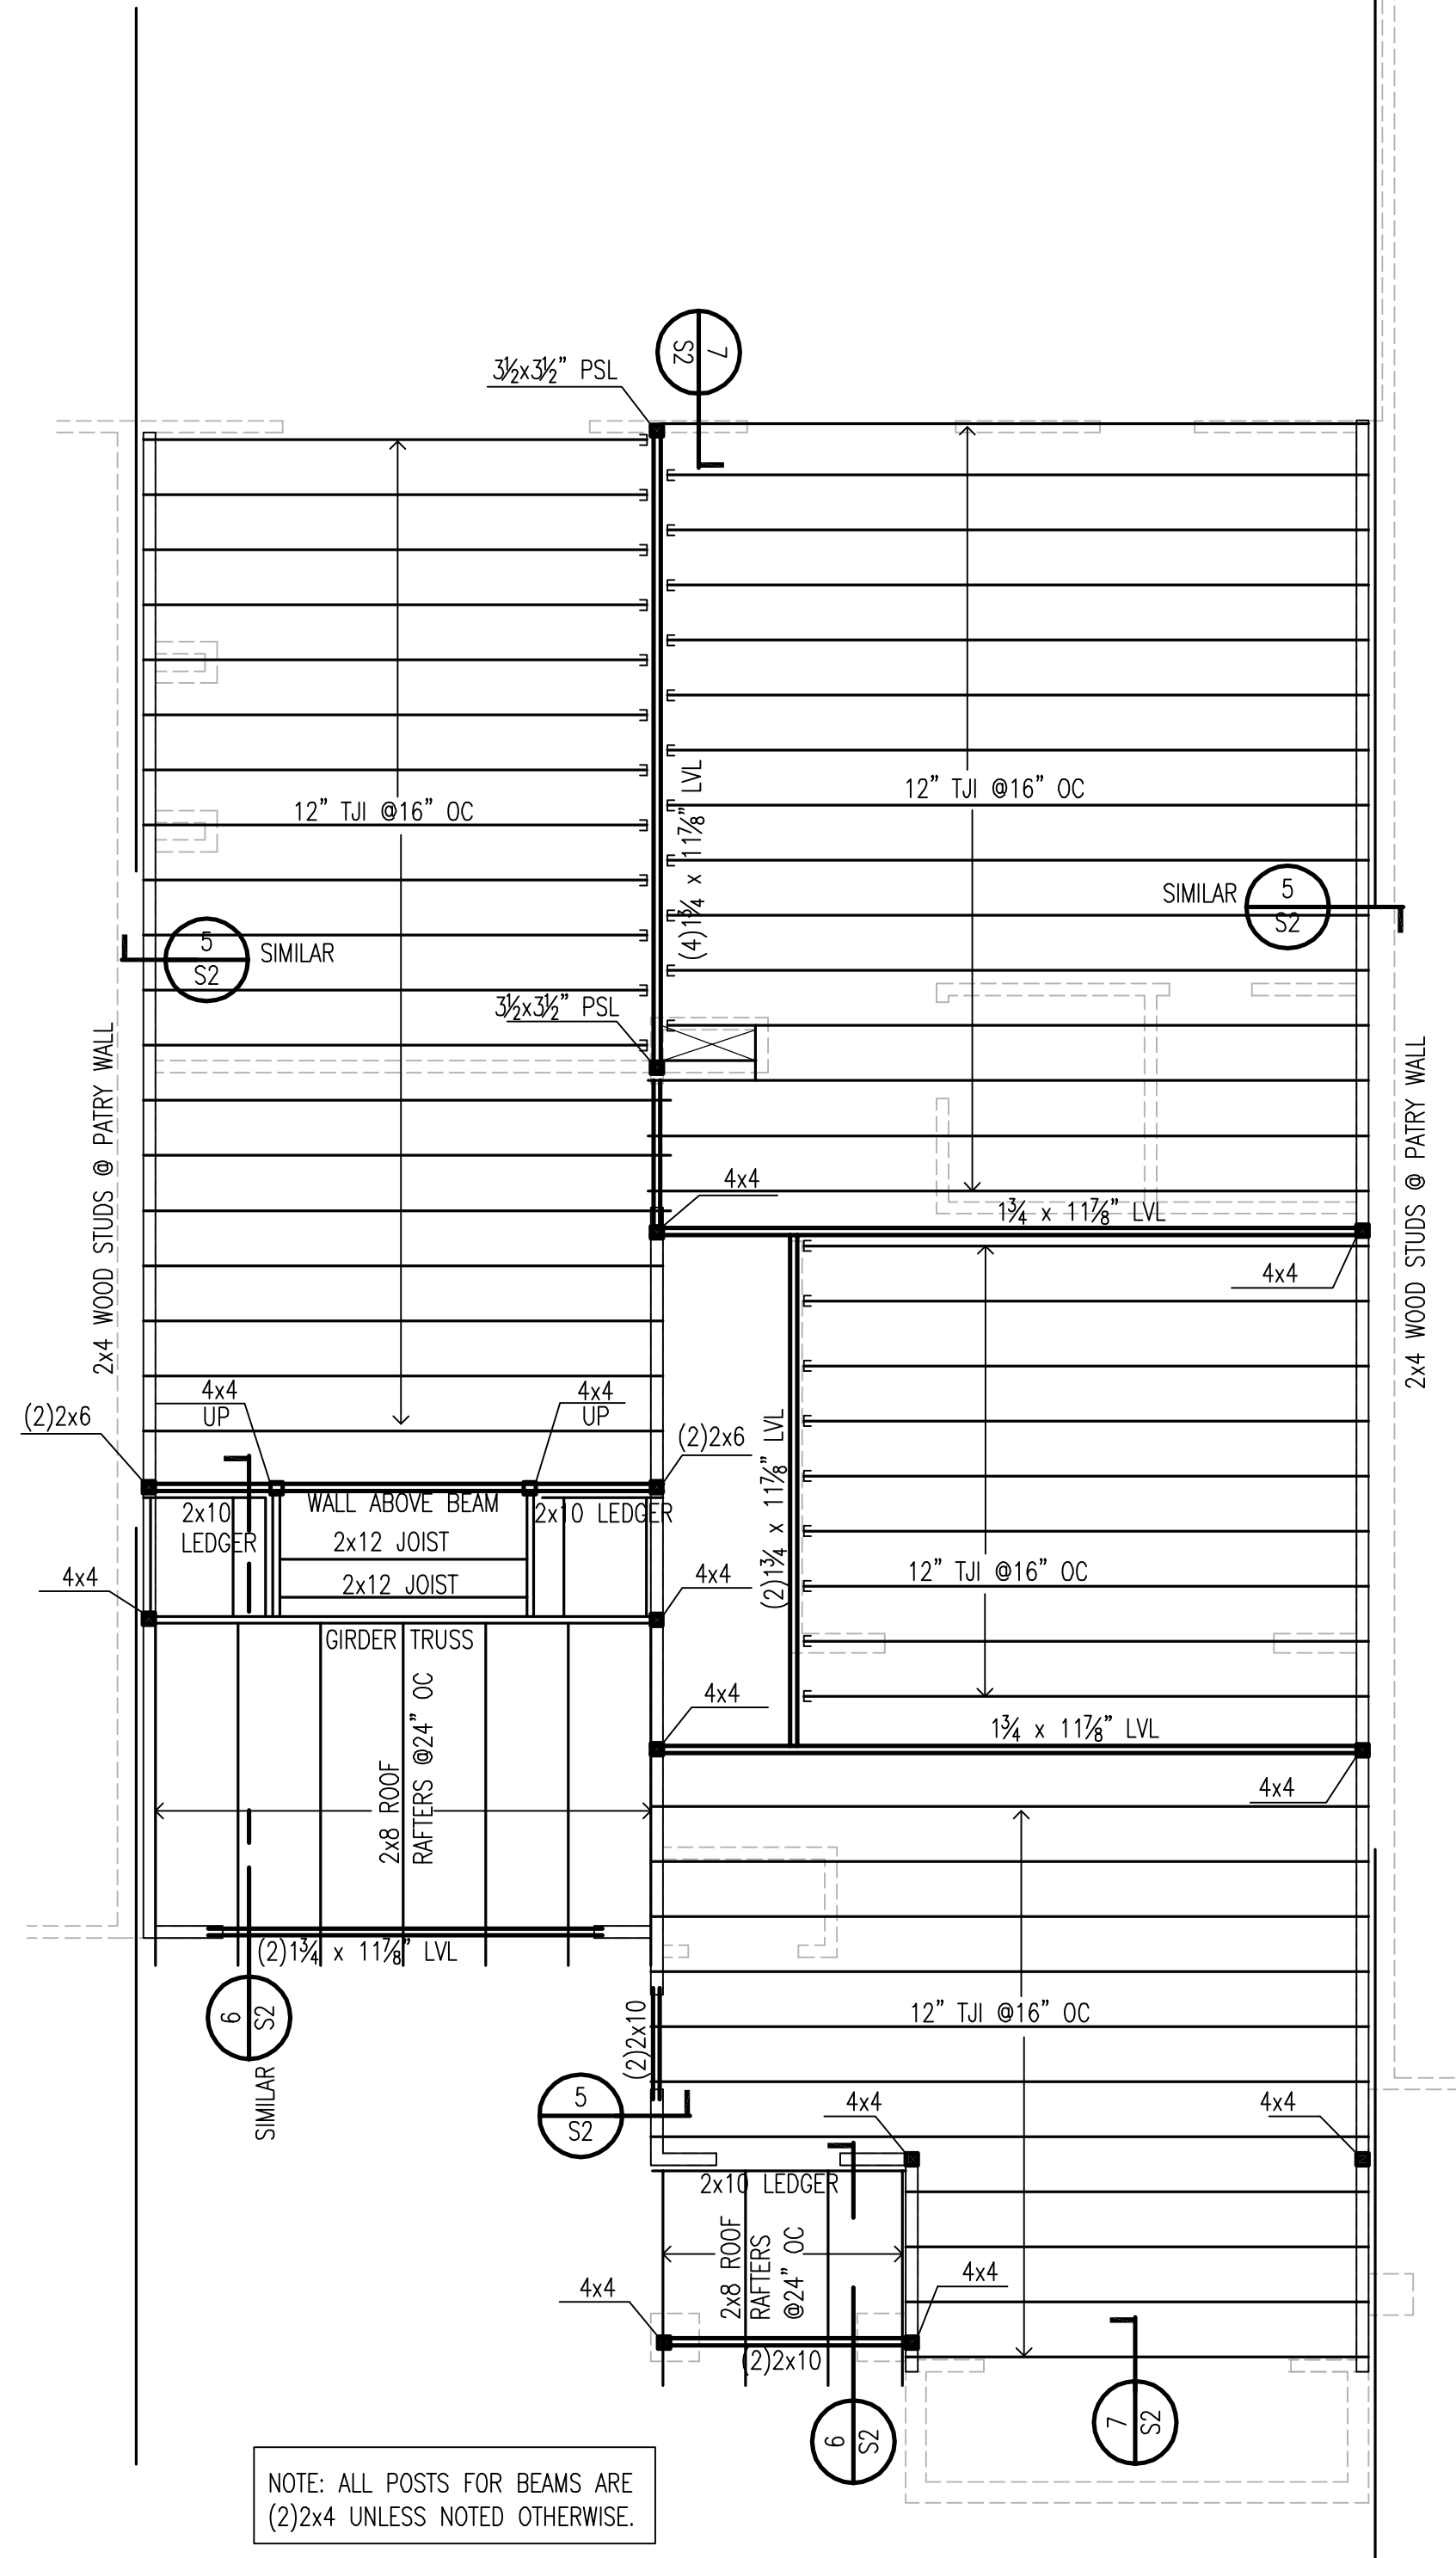 7
S2
3½x3½” PSL
12” TJI @16” OC
12” TJI @16” OC
(4)1¾ x 11⅞” LVL
SIMILAR
5
S2
5
S2
SIMILAR
3½x3½” PSL
2x4 WOOD STUDS @ PATRY WALL
2x4 WOOD STUDS @ PATRY WALL
4x4
1¾ x 11⅞” LVL
4x4
4x4
UP
4x4
UP
(2)2x6
(2)2x6
(2)1¾ x 11⅞” LVL
WALL ABOVE BEAM
2x10
LEDGER
2x10 LEDGER
2x12 JOIST
2x12 JOIST
4x4
4x4
12” TJI @16” OC
GIRDER TRUSS
2x8 ROOF
RAFTERS @24” OC
4x4
1¾ x 11⅞” LVL
4x4
(2)1¾ x 11⅞” LVL
6
S2
SIMILAR
(2)2x10
12” TJI @16” OC
5
S2
4x4
4x4
2x10 LEDGER
2x8 ROOF
RAFTERS
@24” OC
4x4
4x4
(2)2x10
6
S2
7
S2
NOTE: ALL POSTS FOR BEAMS ARE
(2)2x4 UNLESS NOTED OTHERWISE.